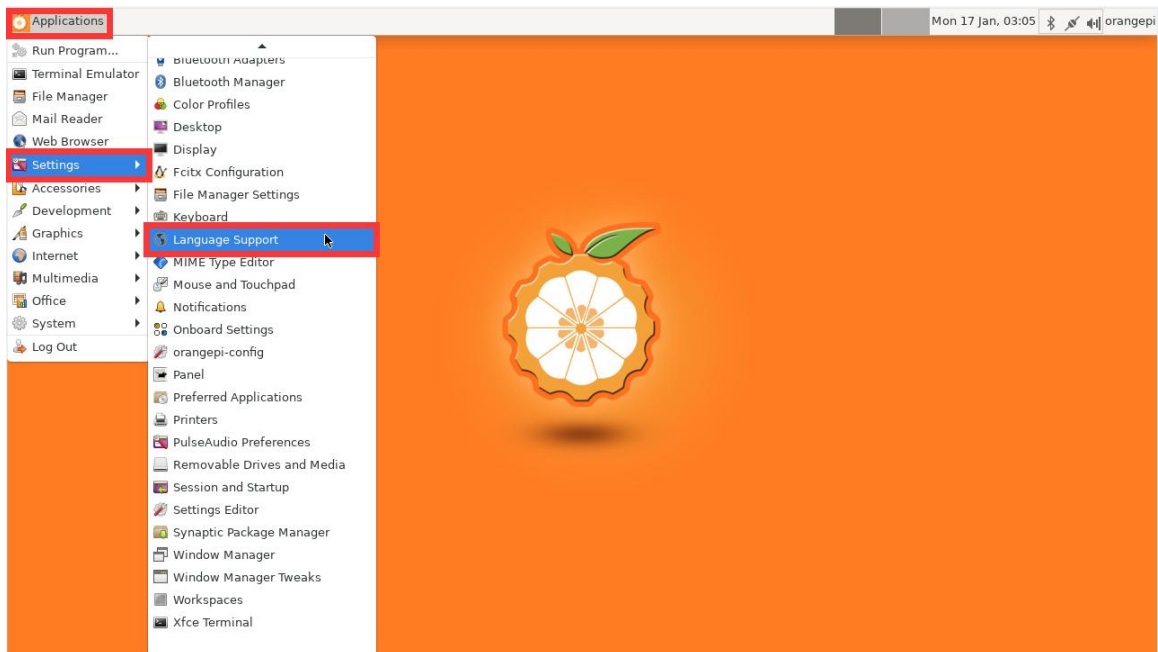 Applications
Mon 17 Jan, 03:05
orangepi
Run Program...
Terminal Emulator
File Manager
Mail Reader
Web Browser
Settings
Accessories
Development
Graphics
Internet
Multimedia
Office
System
Log Out
Bluetooth Adapters
Bluetooth Manager
Color Profiles
Desktop
Display
Fcitx Configuration
File Manager Settings
Keyboard
Language Support
MIME Type Editor
Mouse and Touchpad
Notifications
Onboard Settings
orangepi-config
Panel
Preferred Applications
Printers
PulseAudio Preferences
Removable Drives and Media
Session and Startup
Settings Editor
Synaptic Package Manager
Window Manager
Window Manager Tweaks
Workspaces
Xfce Terminal